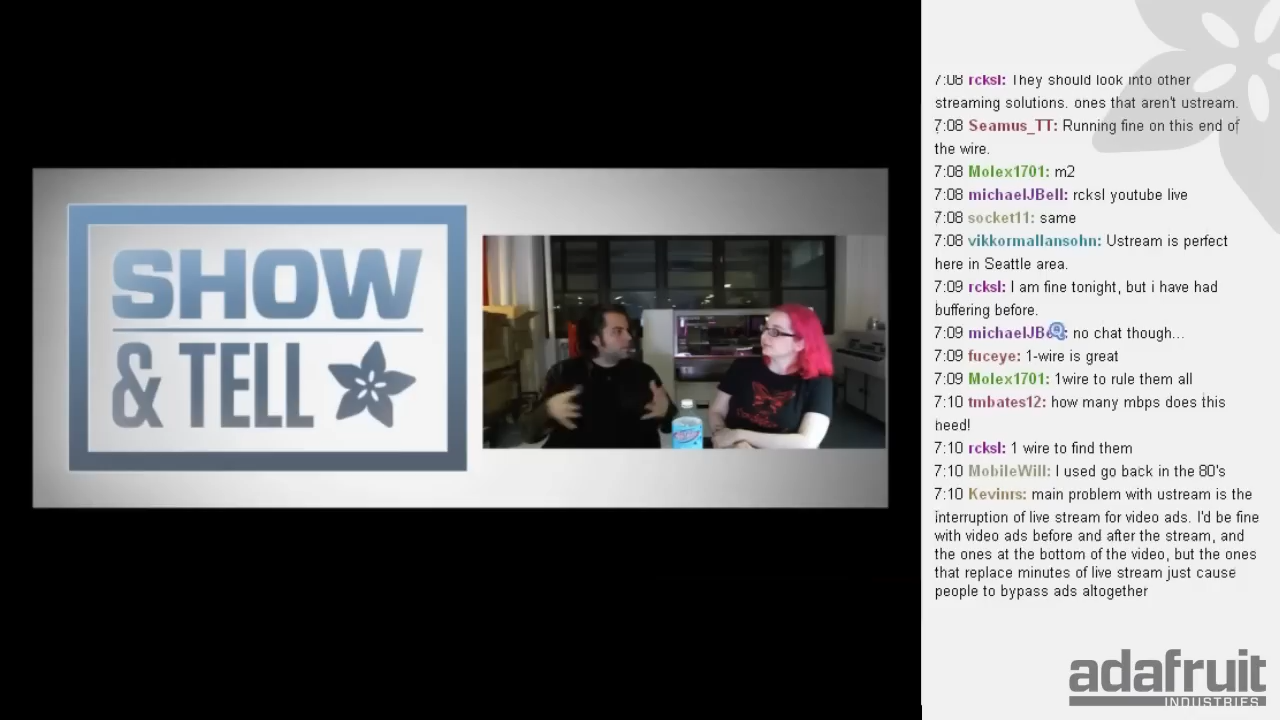 SHOW
& TELL
7:08 rcksl: They should look into other
streaming solutions. ones that aren't ustream.
7:08 Seamus_TT: Running fine on this end of
the wire.
7:08 Molex1701: m2
7:08 michaelJBell: rcksl youtube live
7:08 socket11: same
7:08 vikkormallansohn: Ustream is perfect
here in Seattle area.
7:09 rcksl: I am fine tonight, but i have had
buffering before.
7:09 michaelJBell: no chat though...
7:09 fuceye: 1-wire is great
7:09 Molex1701: 1wire to rule them all
7:10 tmbates12: how many mbps does this
need!
7:10 rcksl: 1 wire to find them
7:10 MobileWill: I used go back in the 80's
7:10 Kevinrs: main problem with ustream is the
interruption of live stream for video ads. I'd be fine
with video ads before and after the stream, and
the ones at the bottom of the video, but the ones
that replace minutes of live stream just cause
people to bypass ads altogether
adafruit
INDUSTRIES